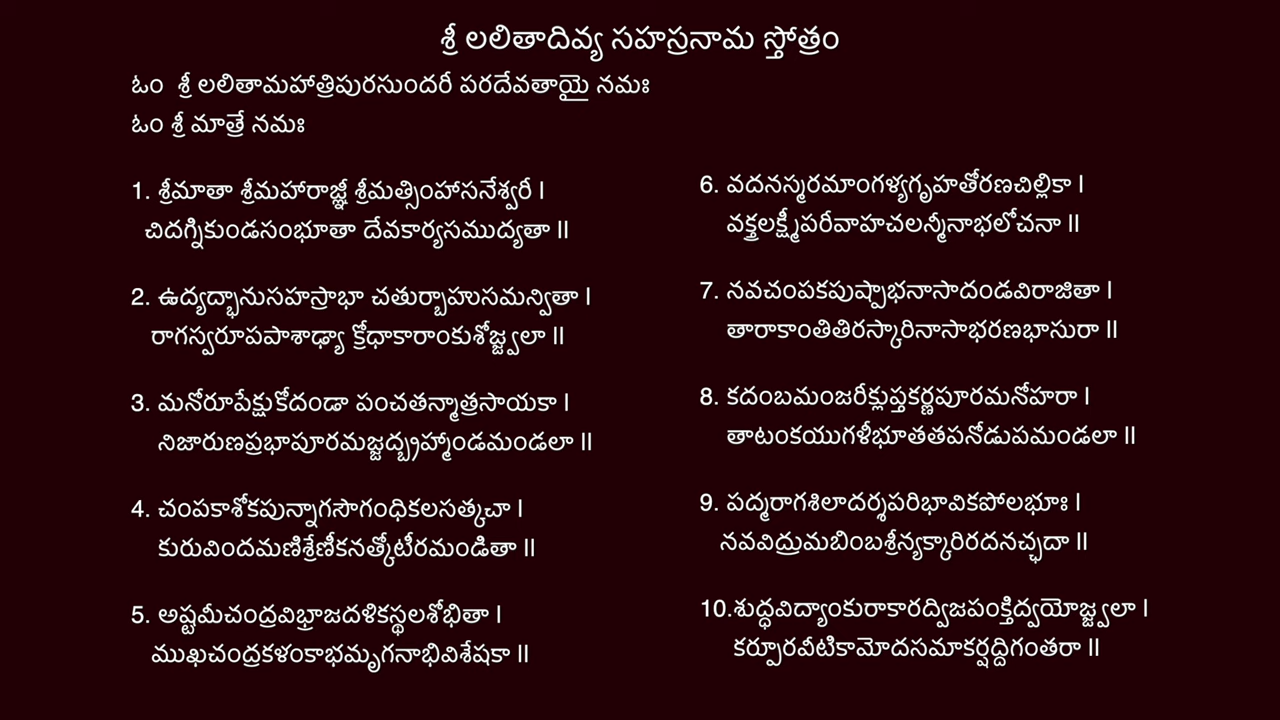 శ్రీ లలితాదివ్య సహస్రనామ స్తోత్రం
ఓం శ్రీ లలితామహాత్రిపురసుందరీ పరదేవతాయై నమః
ఓం శ్రీ మాత్రే నమః
1. శ్రీమాతా శ్రీమహారాజ్ఞీ శ్రీమత్సింహాసనేశ్వరీ ।
చిదగ్నికుండసంభూతా దేవకార్యసముద్యతా ॥
2. ఉద్యద్భానుసహస్రాభా చతుర్బాహుసమన్వితా ।
రాగస్వరూపపాశాఢ్యా క్రోధాకారాంకుశోజ్జ్వలా ॥
3. మనోరూపేక్షుకోదండా పంచతన్మాత్రసాయకా ।
నిజారుణప్రభాపూరమజ్జద్బ్రహ్మాండమండలా ॥
4. చంపకాశోకపున్నాగసౌగంధికలసత్కచా ।
కురువిందమణిశ్రేణీకనత్కోటీరమండితా ॥
5. అష్టమీచంద్రవిభ్రాజదళికస్థలశోభితా ।
ముఖచంద్రకళంకాభమృగనాభివిశేషకా ॥
6. వదనస్మరమాంగళ్యగృహతోరణచిల్లికా ।
వక్త్రలక్ష్మీపరీవాహచలన్మీనాభలోచనా ॥
7. నవచంపకపుష్పాభనాసాదండవిరాజితా ।
తారాకాంతితిరస్కారినాసాభరణభాసురా ॥
8. కదంబమంజరీక్లుప్తకర్ణపూరమనోహరా ।
తాటంకయుగళీభూతతపనోడుపమండలా ॥
9. పద్మరాగశిలాదర్శపరిభావికపోలభూః ।
నవవిద్రుమబింబశ్రీన్యక్కారిరదనచ్ఛదా ॥
10.శుద్ధవిద్యాంకురాకారద్విజపంక్తిద్వయోజ్జ్వలా ।
కర్పూరవీటికామోదసమాకర్షద్దిగంతరా ॥